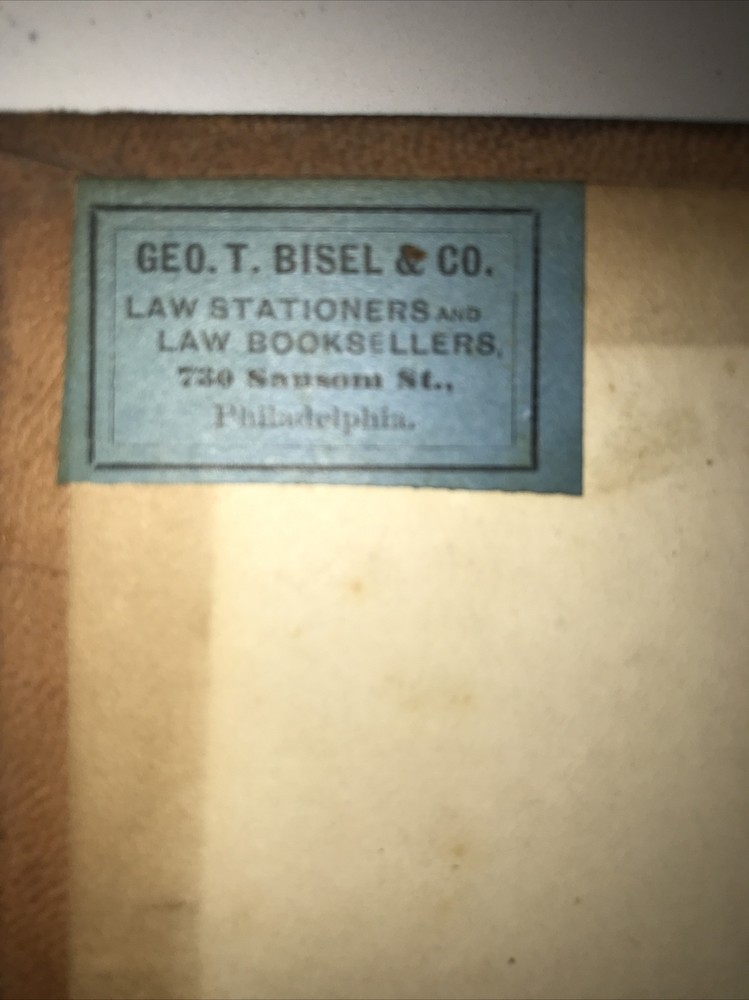 GEO. T. BISEL & CO.
LAW STATIONERS AND
LAW BOOKSELLERS,
730 Sansom St.,
Philadelphia.